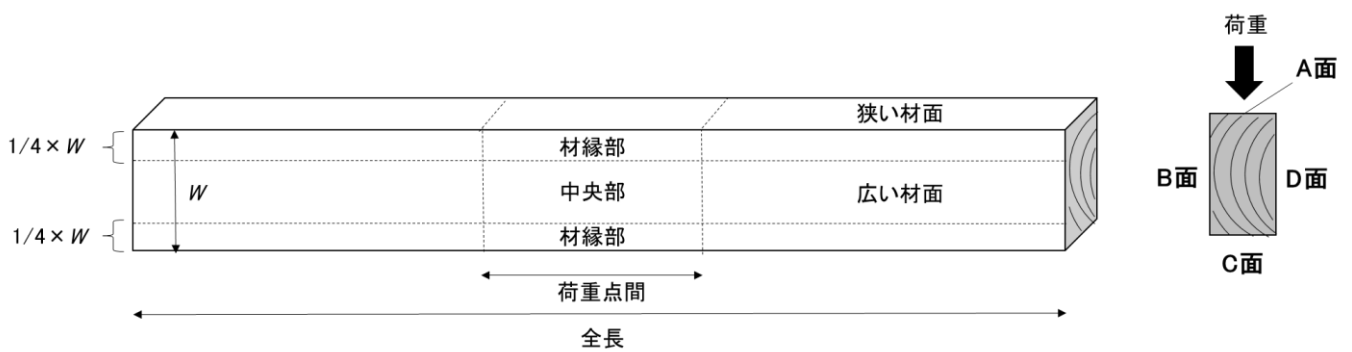 荷重
A面
狭い材面
1/4× W
材縁部
W
中央部
広い材面
B面
D面
1/4× W
材縁部
C面
荷重点間
全長